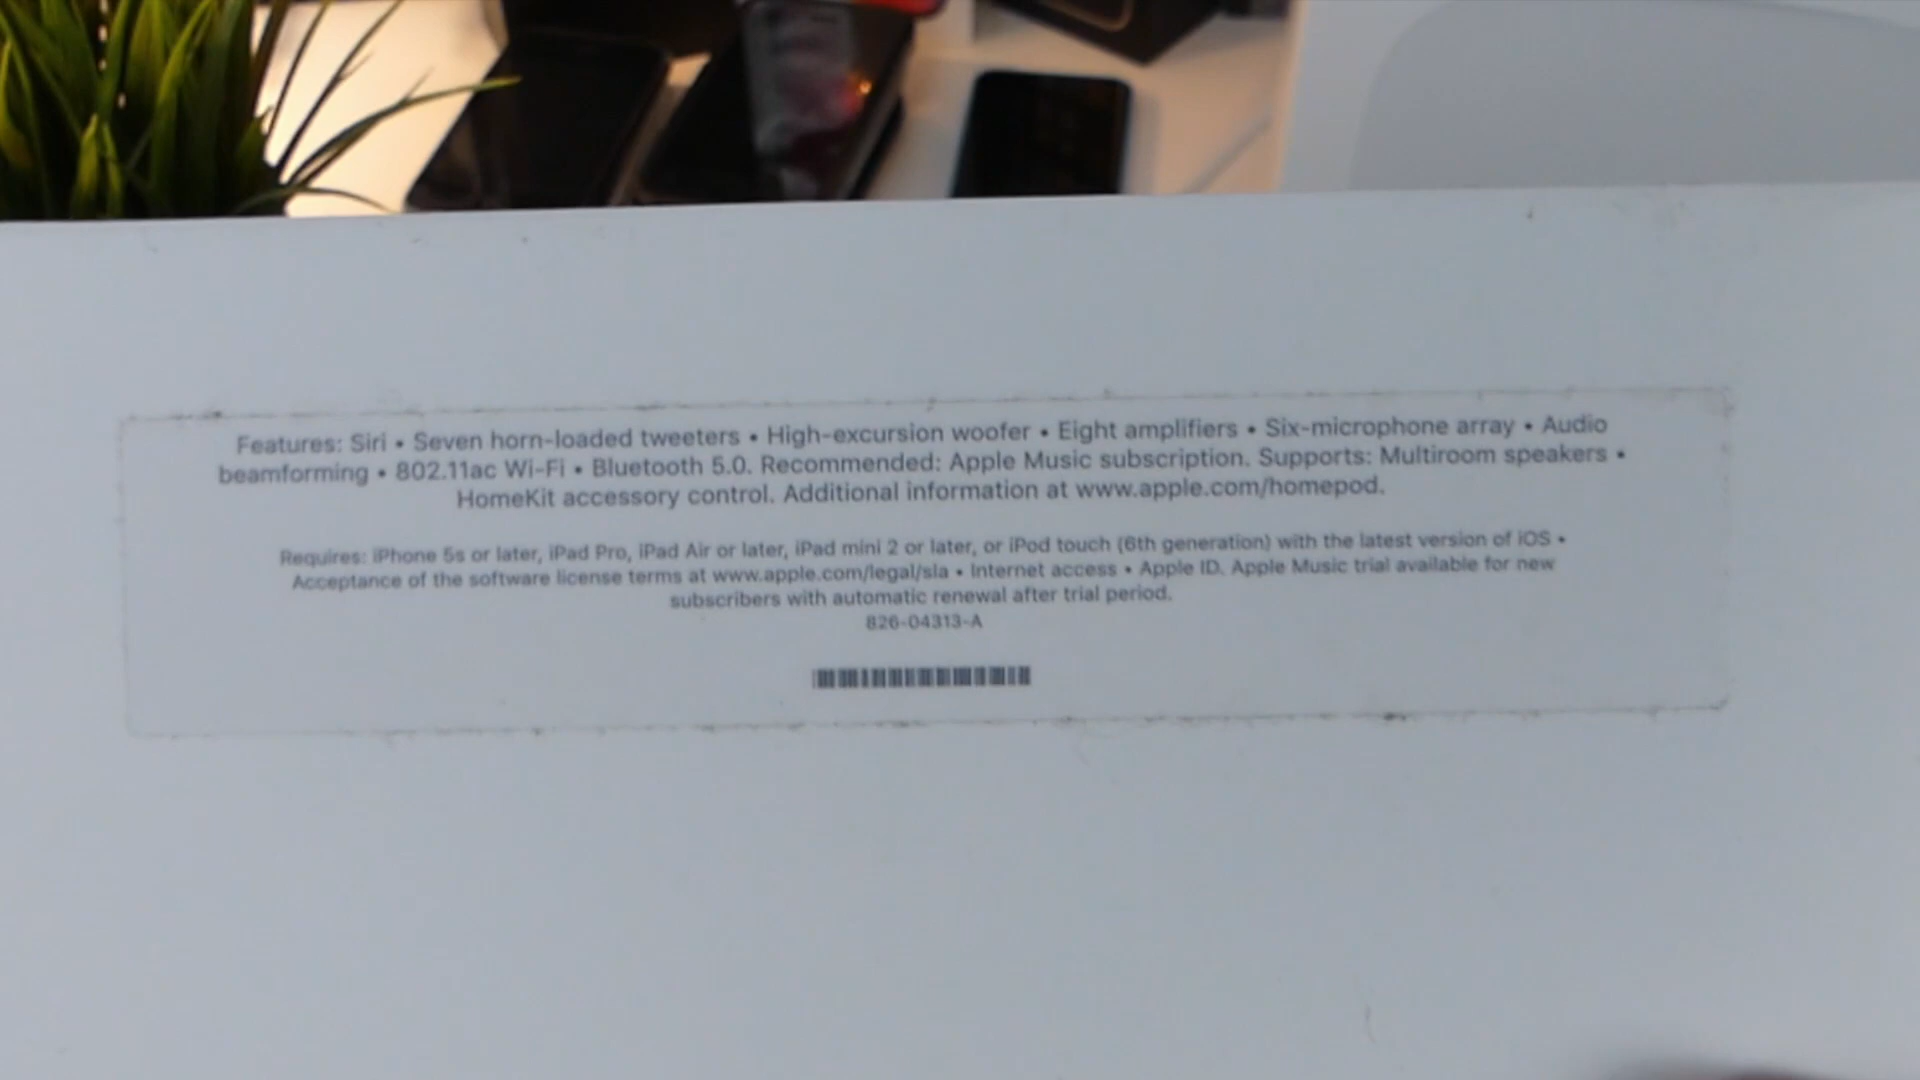 Features: Siri • Seven horn-loaded tweeters • High-excursion woofer • Eight amplifiers • Six-microphone array • Audio
beamforming • 802.11ac Wi-Fi • Bluetooth 5.0. Recommended: Apple Music subscription. Supports: Multiroom speakers •
HomeKit accessory control. Additional information at www.apple.com/homepod.
Requires: iPhone 5s or later, iPad Pro, iPad Air or later, iPad mini 2 or later, or iPod touch (6th generation) with the latest version of iOS •
Acceptance of the software license terms at www.apple.com/legal/sla • Internet access • Apple ID. Apple Music trial available for new
subscribers with automatic renewal after trial period.
826-04313-A